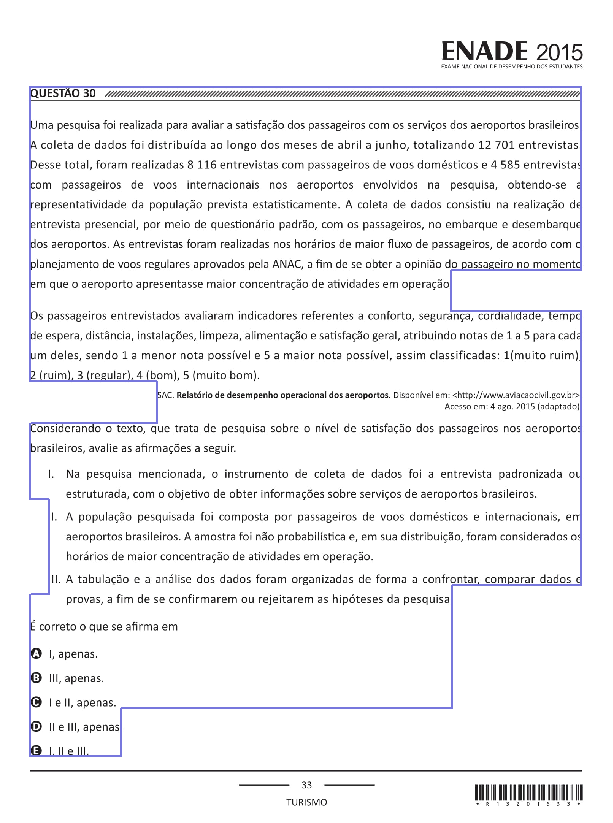 ENADE 2015
EXAME NACIONAL DE DESEMPENHO DOS ESTUDANTES
QUESTÃO 30
Uma pesquisa foi realizada para avaliar a satisfação dos passageiros com os serviços dos aeroportos brasileiros.
A coleta de dados foi distribuída ao longo dos meses de abril a junho, totalizando 12 701 entrevistas.
Desse total, foram realizadas 8 116 entrevistas com passageiros de voos domésticos e 4 585 entrevistas
com passageiros de voos internacionais nos aeroportos envolvidos na pesquisa, obtendo-se a
representatividade da população prevista estatisticamente. A coleta de dados consistiu na realização de
entrevista presencial, por meio de questionário padrão, com os passageiros, no embarque e desembarque
dos aeroportos. As entrevistas foram realizadas nos horários de maior fluxo de passageiros, de acordo com o
planejamento de voos regulares aprovados pela ANAC, a fim de se obter a opinião do passageiro no momento
em que o aeroporto apresentasse maior concentração de atividades em operação.
Os passageiros entrevistados avaliaram indicadores referentes a conforto, segurança, cordialidade, tempo
de espera, distância, instalações, limpeza, alimentação e satisfação geral, atribuindo notas de 1 a 5 para cada
um deles, sendo 1 a menor nota possível e 5 a maior nota possível, assim classificadas: 1(muito ruim),
2 (ruim), 3 (regular), 4 (bom), 5 (muito bom).
SAC. Relatório de desempenho operacional dos aeroportos. Disponível em: <http://www.aviacaocivil.gov.br>
Acesso em: 4 ago. 2015 (adaptado)
Considerando o texto, que trata de pesquisa sobre o nível de satisfação dos passageiros nos aeroportos
brasileiros, avalie as afirmações a seguir.
I. Na pesquisa mencionada, o instrumento de coleta de dados foi a entrevista padronizada ou
estruturada, com o objetivo de obter informações sobre serviços de aeroportos brasileiros.
II. A população pesquisada foi composta por passageiros de voos domésticos e internacionais, em
aeroportos brasileiros. A amostra foi não probabilística e, em sua distribuição, foram considerados os
horários de maior concentração de atividades em operação.
III. A tabulação e a análise dos dados foram organizadas de forma a confrontar, comparar dados e
provas, a fim de se confirmarem ou rejeitarem as hipóteses da pesquisa.
É correto o que se afirma em
A I, apenas.
B III, apenas.
C I e II, apenas.
D II e III, apenas.
E I, II e III.
33
TURISMO
*R13201533*